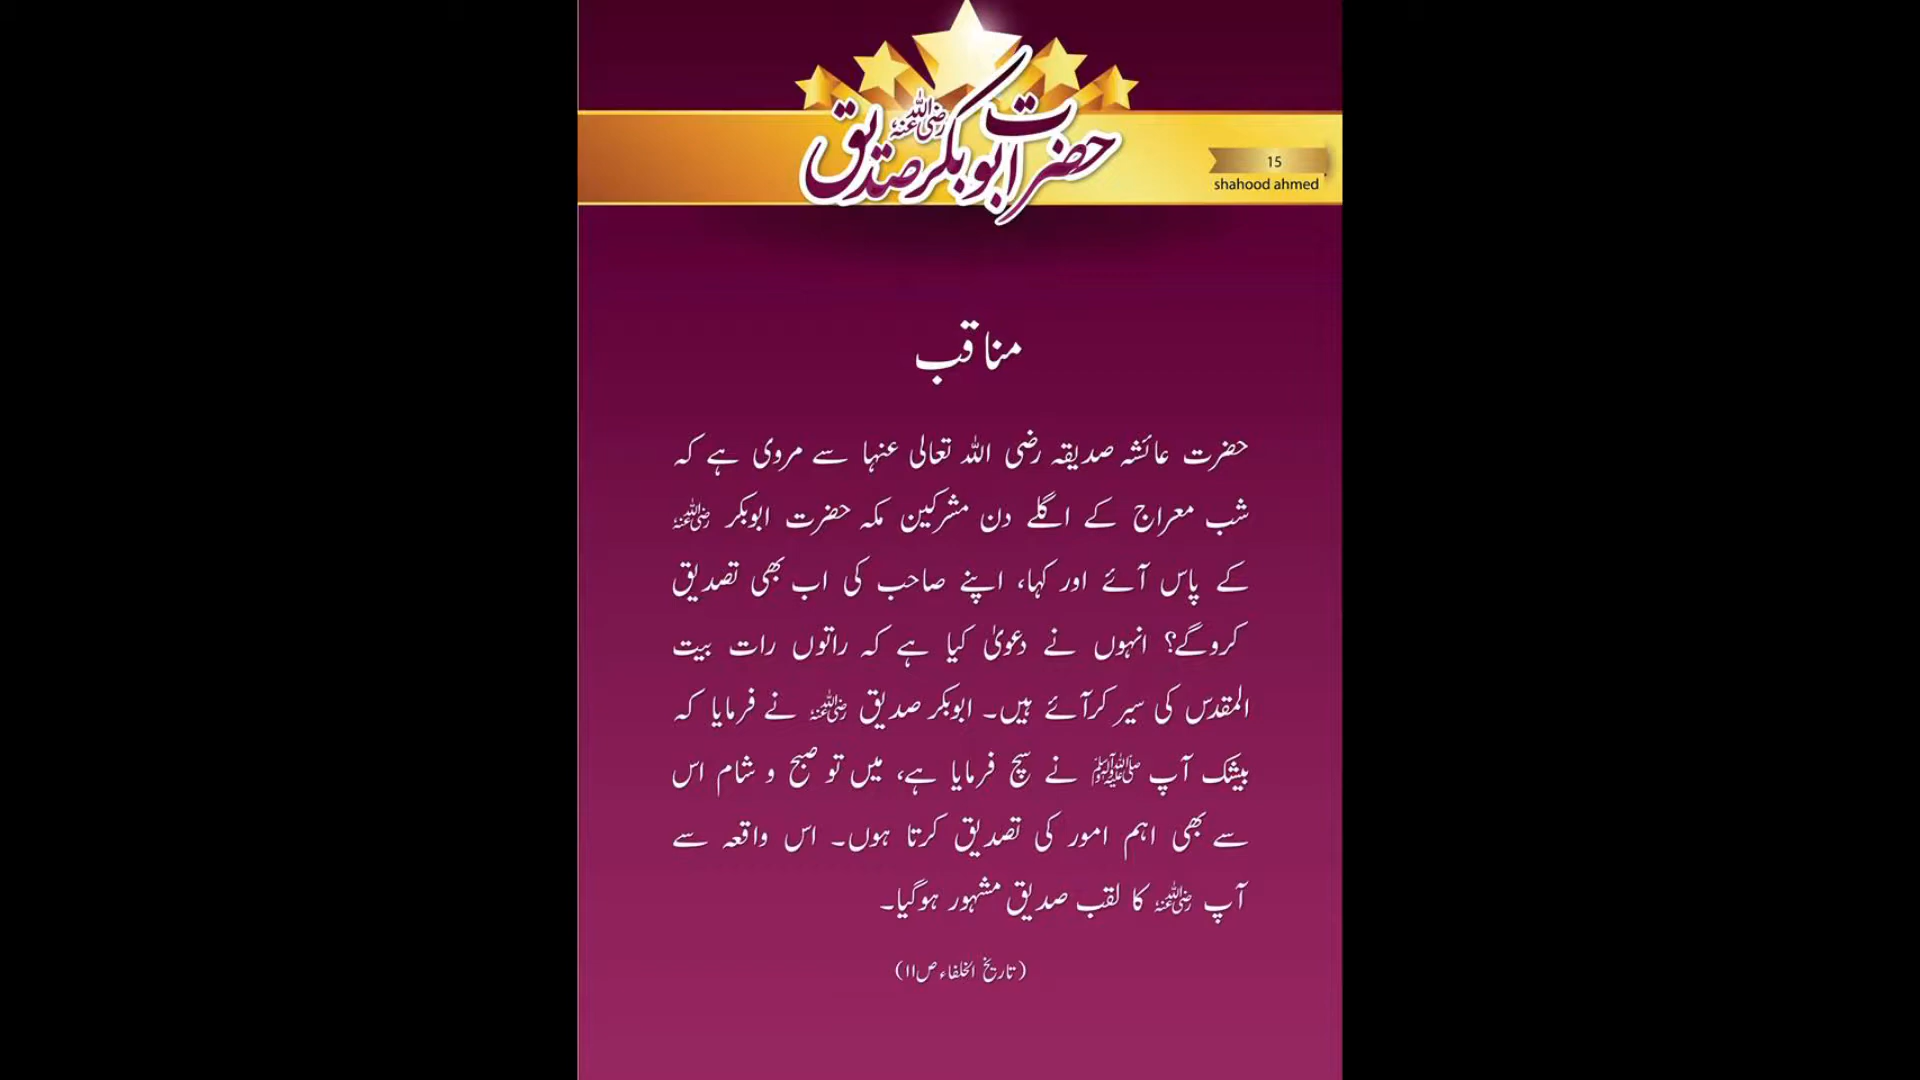 حضرت ابوبکر صدیق رضی اللہ عنہ
15
shahood ahmed
مناقب
حضرت عائشہ صدیقہ رضی اللہ تعالی عنہا سے مروی ہے کہ
شب معراج کے اگلے دن مشرکین مکہ حضرت ابوبکر رضی اللہ عنہ
کے پاس آئے اور کہا، اپنے صاحب کی اب بھی تصدیق
کروگے؟ انہوں نے دعویٰ کیا ہے کہ راتوں رات بیت
المقدس کی سیر کرآئے ہیں۔ ابوبکر صدیق رضی اللہ عنہ نے فرمایا کہ
بیشک آپ ﷺ نے سچ فرمایا ہے، میں تو صبح و شام اس
سے بھی اہم امور کی تصدیق کرتا ہوں۔ اس واقعہ سے
آپ رضی اللہ عنہ کا لقب صدیق مشہور ہوگیا۔
(تاریخ الخلفاء ص۱۱)